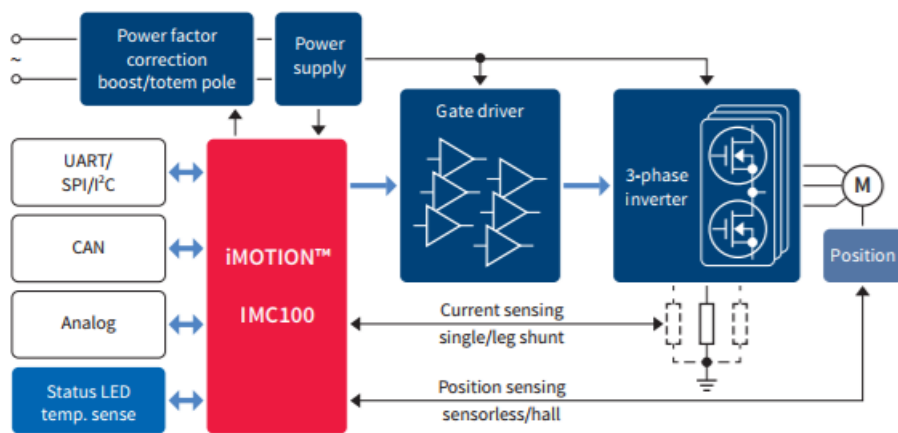 ~
Power factor
correction
boost/totem pole
Power
supply
Gate driver
3-phase
inverter
M
Position
UART/
SPI/I²C
CAN
Analog
Status LED
temp. sense
iMOTION™
IMC100
Current sensing
single/leg shunt
Position sensing
sensorless/hall